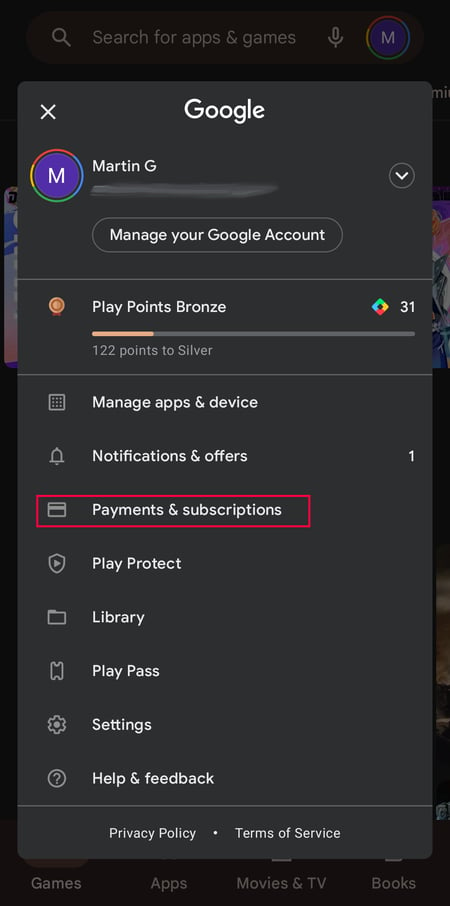 Search for apps & games
M
miu
Google
M
Martin G
Manage your Google Account
Play Points Bronze
31
122 points to Silver
Manage apps & device
Notifications & offers
1
Payments & subscriptions
Play Protect
Library
Play Pass
Settings
Help & feedback
Privacy Policy • Terms of Service
Games
Apps
Movies & TV
Books